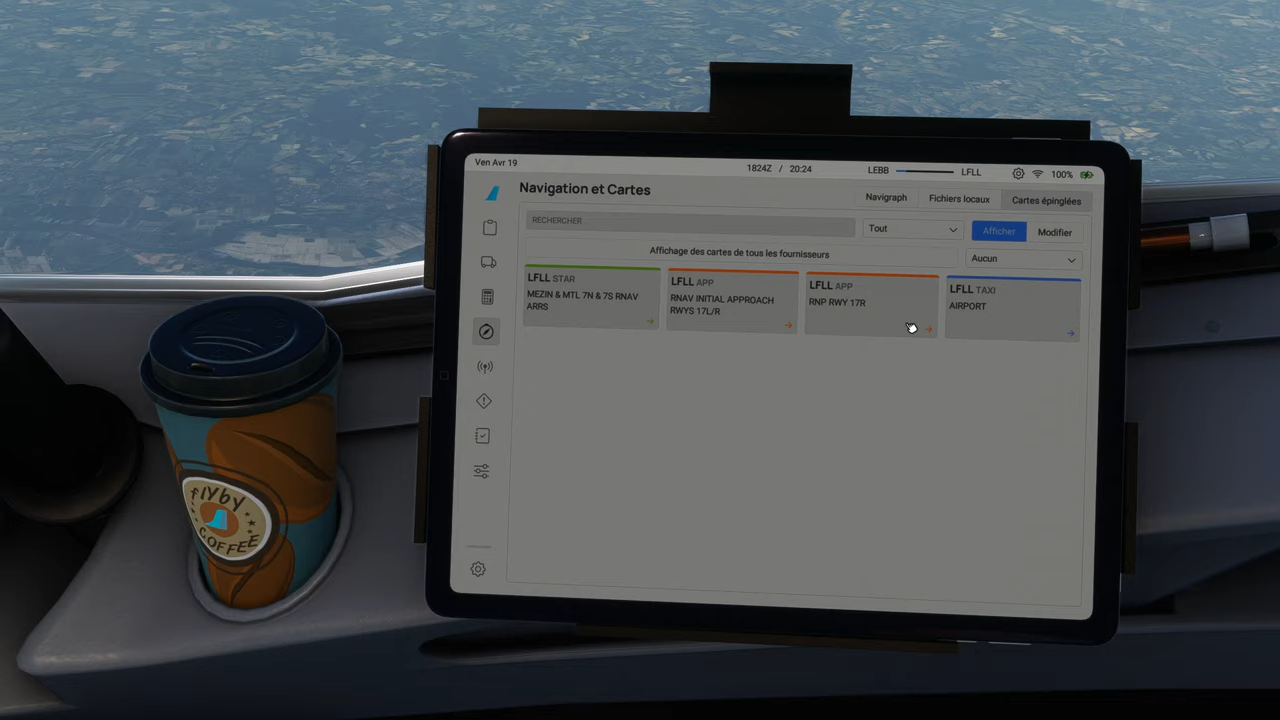 Ven Avr 19
1824Z / 20:24
LEBB
LFLL
100%
Navigation et Cartes
Navigraph
Fichiers locaux
Cartes épinglées
RECHERCHER
Tout
Afficher
Modifier
Affichage des cartes de tous les fournisseurs
Aucun
LFLL STAR
MEZIN & MTL 7N & 7S RNAV
ARRS
LFLL APP
RNAV INITIAL APPROACH
RWYS 17L/R
LFLL APP
RNP RWY 17R
LFLL TAXI
AIRPORT
flyby
COFFEE